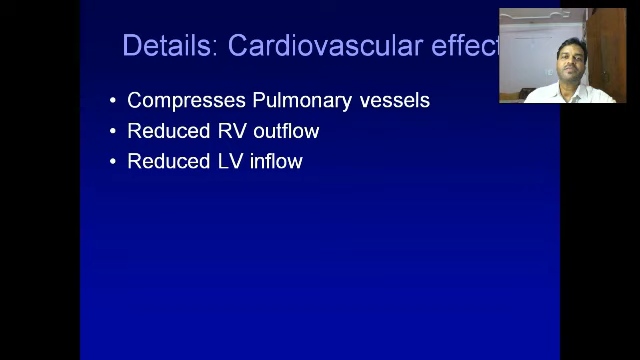 Details: Cardiovascular effect
• Compresses Pulmonary vessels
• Reduced RV outflow
• Reduced LV inflow